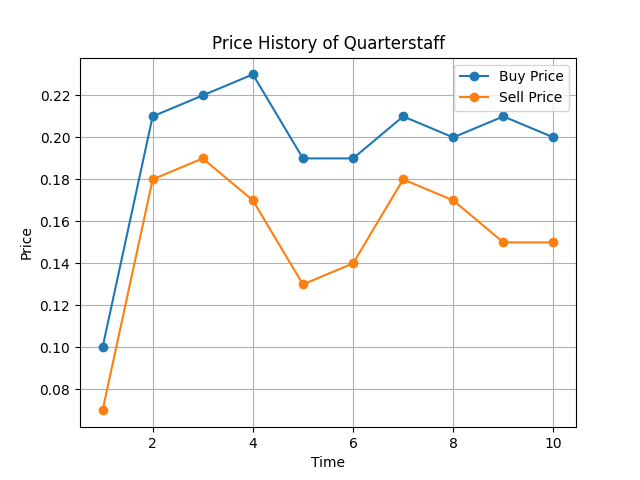 Price History of Quarterstaff
Buy Price
Sell Price
0.22
0.20
0.18
0.16
0.14
0.12
0.10
0.08
Price
2 4 6 8 10
Time